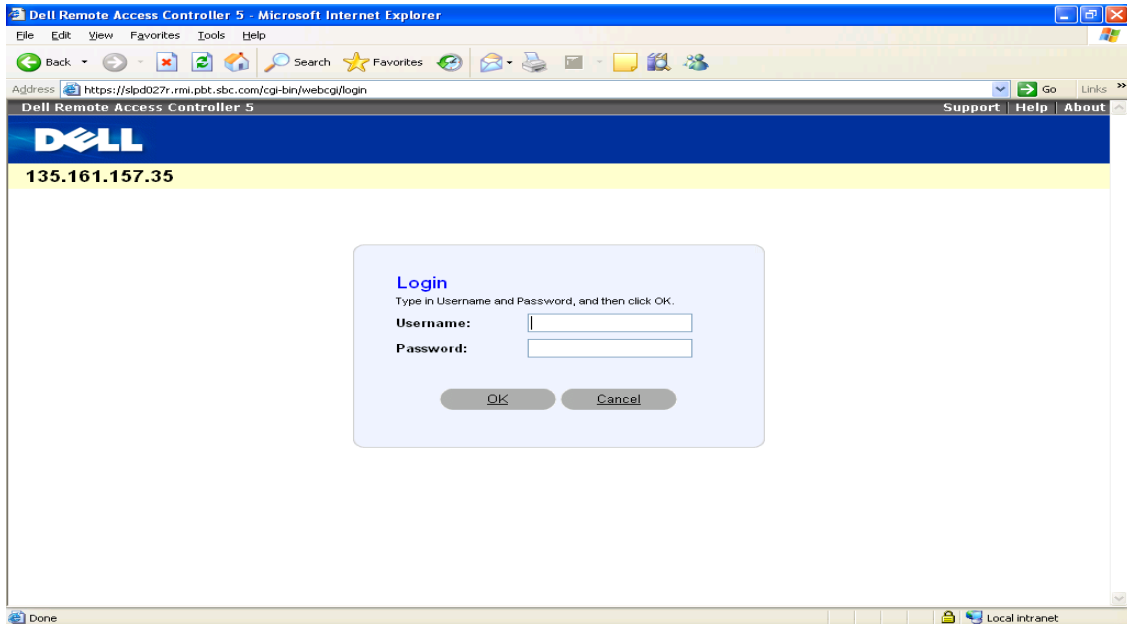 Dell Remote Access Controller 5 - Microsoft Internet Explorer
File Edit View Favorites Tools Help
Back Search Favorites
Address https://slpd027r.rmi.pbt.sbc.com/cgi-bin/webcgi/login Go Links »
Dell Remote Access Controller 5 Support | Help | About
DELL
135.161.157.35
Login
Type in Username and Password, and then click OK.
Username:
Password:
OK Cancel
Done Local intranet